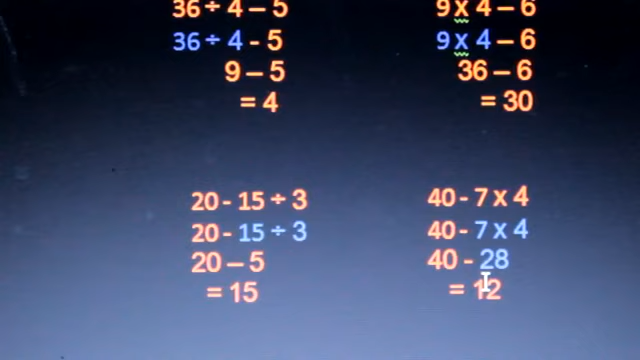 36 ÷ 4 – 5
36 ÷ 4 - 5
9 – 5
= 4
9 x 4 – 6
9 x 4 – 6
36 – 6
= 30
20 - 15 ÷ 3
20 - 15 ÷ 3
20 – 5
= 15
40 - 7 x 4
40 - 7 x 4
40 - 28
= 12